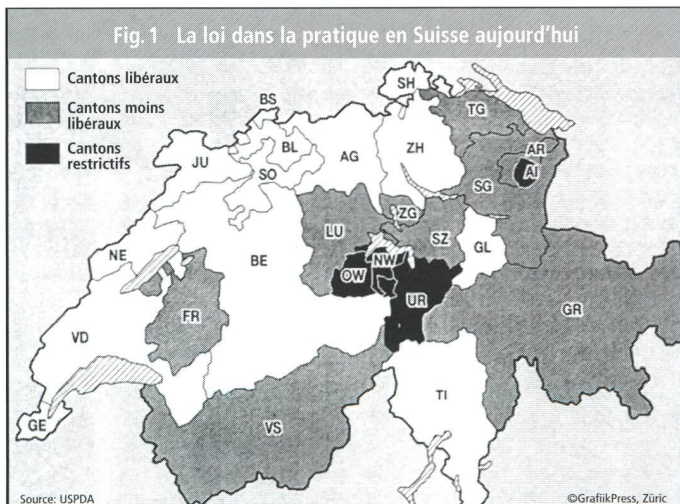 Fig. 1 La loi dans la pratique en Suisse aujourd'hui
Cantons libéraux
Cantons moins
libéraux
Cantons
restrictifs
SH
BS
TG
BL
JU
AG
ZH
AR
AI
SO
SG
ZG
LU
SZ
NE
BE
GL
NW
OW
UR
FR
GR
VD
TI
GE
VS
Source: USPDA
©GrafiikPress, Züric